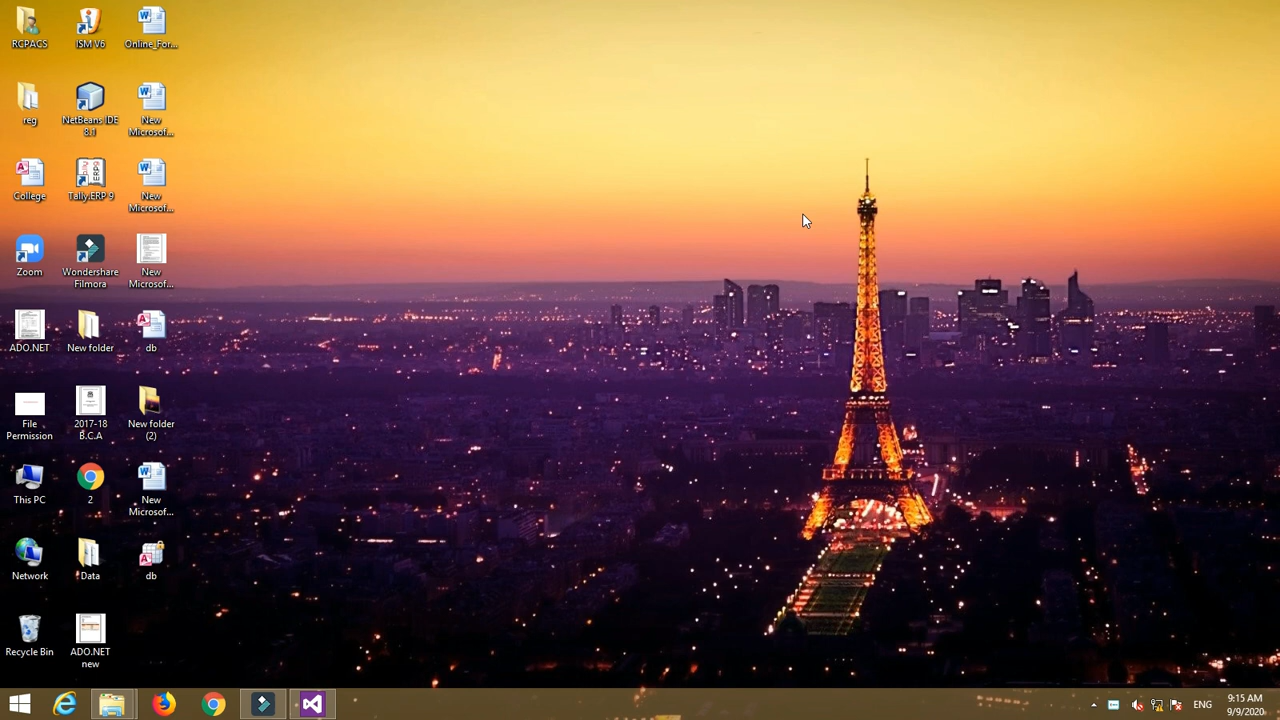 RCPACS
ISM V6
Online_For...
reg
NetBeans IDE
8.1
New
Microsof...
College
Tally.ERP 9
New
Microsof...
Zoom
Wondershare
Filmora
New
Microsof...
ADO.NET
New folder
db
File
Permission
2017-18
B.C.A
New folder
(2)
This PC
2
New
Microsof...
Network
Data
db
Recycle Bin
ADO.NET
new
ENG
9:15 AM
9/9/2020